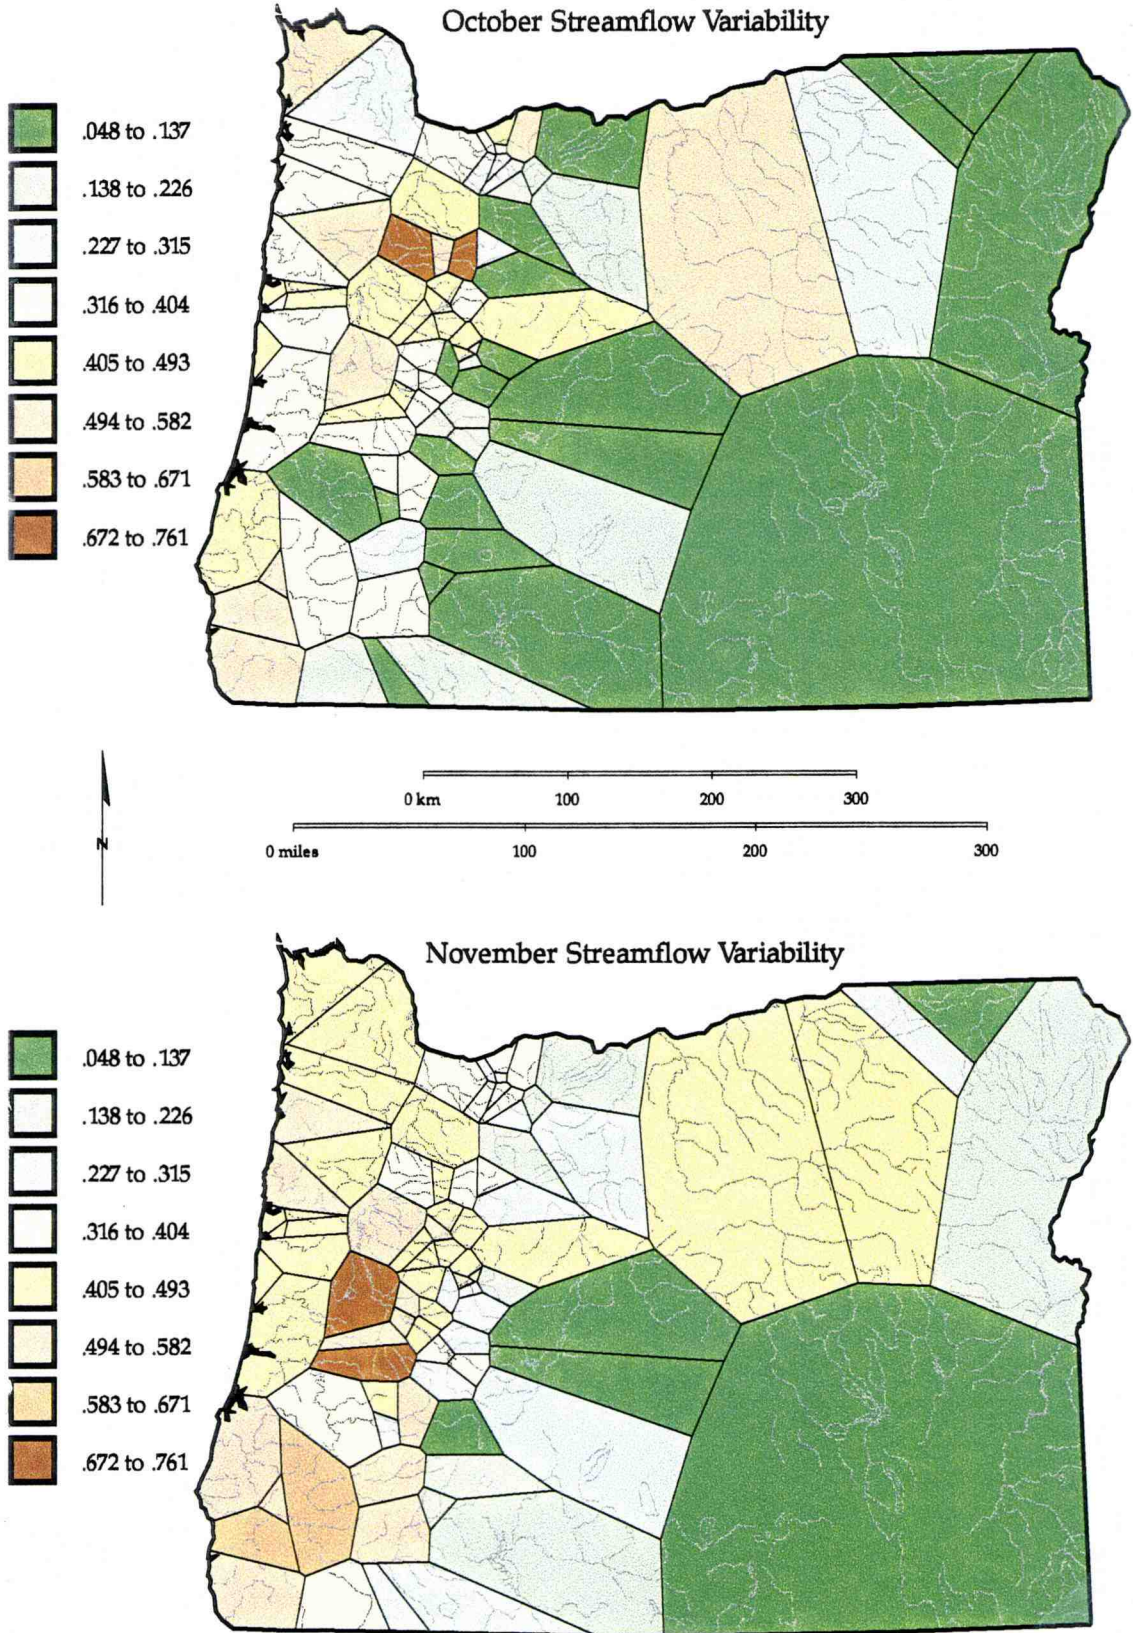 October Streamflow Variability
.048 to .137
.138 to .226
.227 to .315
.316 to .404
.405 to .493
.494 to .582
.583 to .671
.672 to .761
0 km 100 200 300
N
0 miles 100 200 300
November Streamflow Variability
.048 to .137
.138 to .226
.227 to .315
.316 to .404
.405 to .493
.494 to .582
.583 to .671
.672 to .761